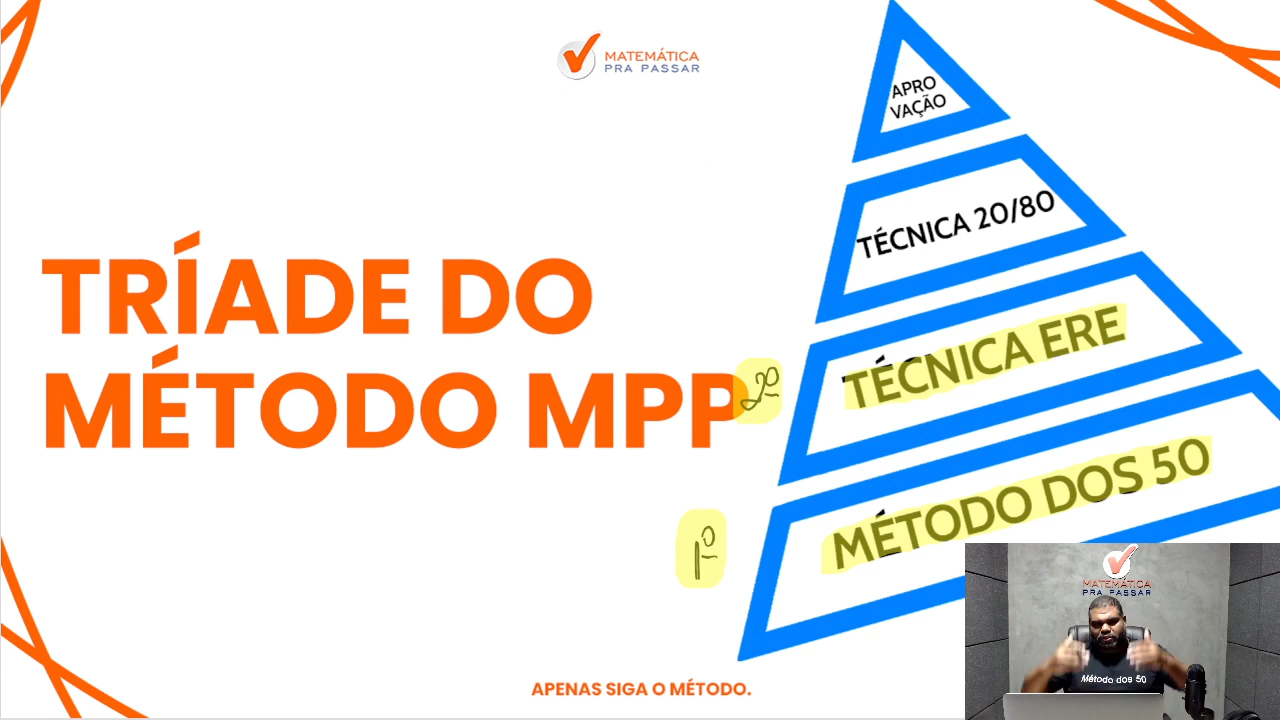 MATEMÁTICA
PRA PASSAR
APRO
VAÇÃO
TÉCNICA 20/80
TRÍADE DO
MÉTODO MPP
2º
TÉCNICA ERE
1º
MÉTODO DOS 50
MATEMÁTICA
PRA PASSAR
Método dos 50
APENAS SIGA O MÉTODO.